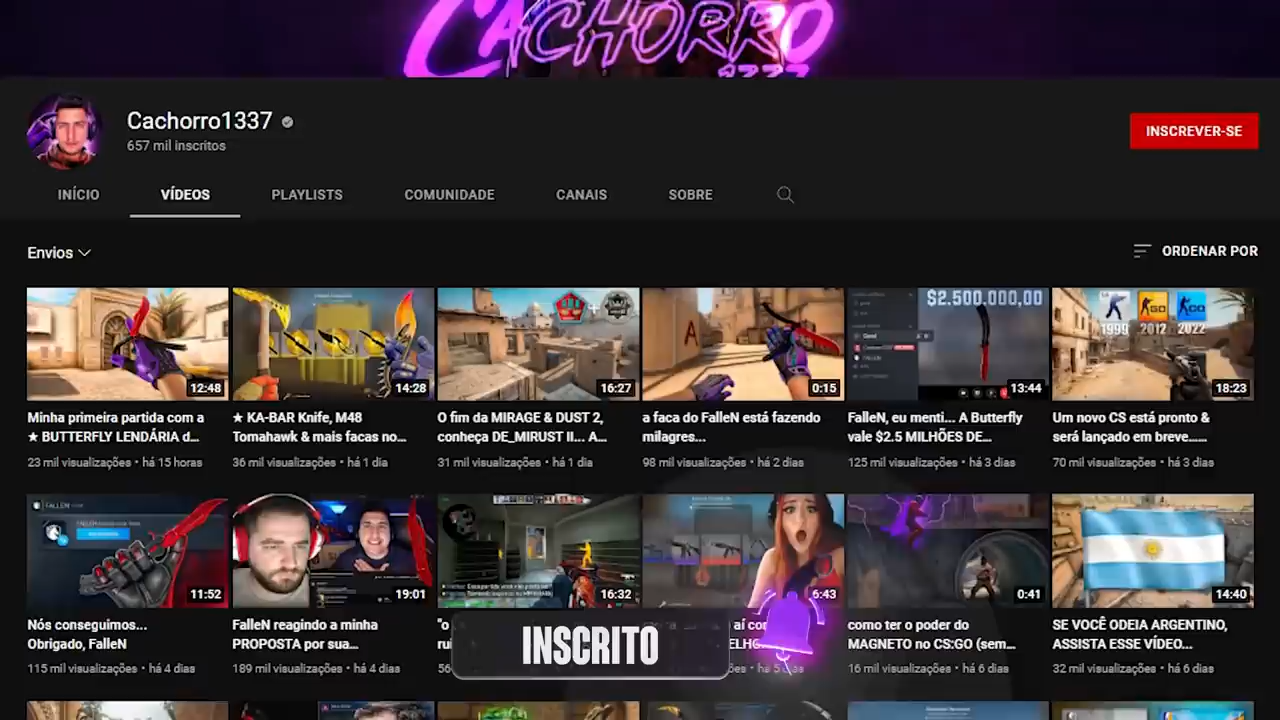 CACHORRO
1337
Cachorro1337
657 mil inscritos
INSCREVER-SE
INÍCIO VÍDEOS PLAYLISTS COMUNIDADE CANAIS SOBRE
Envios
ORDENAR POR
$2.500.000,00
1999 2012 2022
12:48 14:28 16:27 0:15 13:44 18:23
Minha primeira partida com a ★ KA-BAR Knife, M48 O fim da MIRAGE & DUST 2, a faca do FalleN está fazendo FalleN, eu menti... A Butterfly Um novo CS está pronto &
★ BUTTERFLY LENDÁRIA d... Tomahawk & mais facas no... conheça DE_MIRUST II... A... milagres... vale $2.5 MILHÕES DE... será lançado em breve......
23 mil visualizações • há 15 horas 36 mil visualizações • há 1 dia 31 mil visualizações • há 1 dia 98 mil visualizações • há 2 dias 125 mil visualizações • há 3 dias 70 mil visualizações • há 3 dias
FALLEN
11:52 19:01 16:32 6:43 0:41 14:40
Nós conseguimos... FalleN reagindo a minha "o aí com como ter o poder do SE VOCÊ ODEIA ARGENTINO,
Obrigado, FalleN PROPOSTA por sua... MAGNETO no CS:GO (sem... ASSISTA ESSE VÍDEO...
115 mil visualizações • há 4 dias 189 mil visualizações • há 4 dias 16 mil visualizações • há 6 dias 32 mil visualizações • há 6 dias
INSCRITO